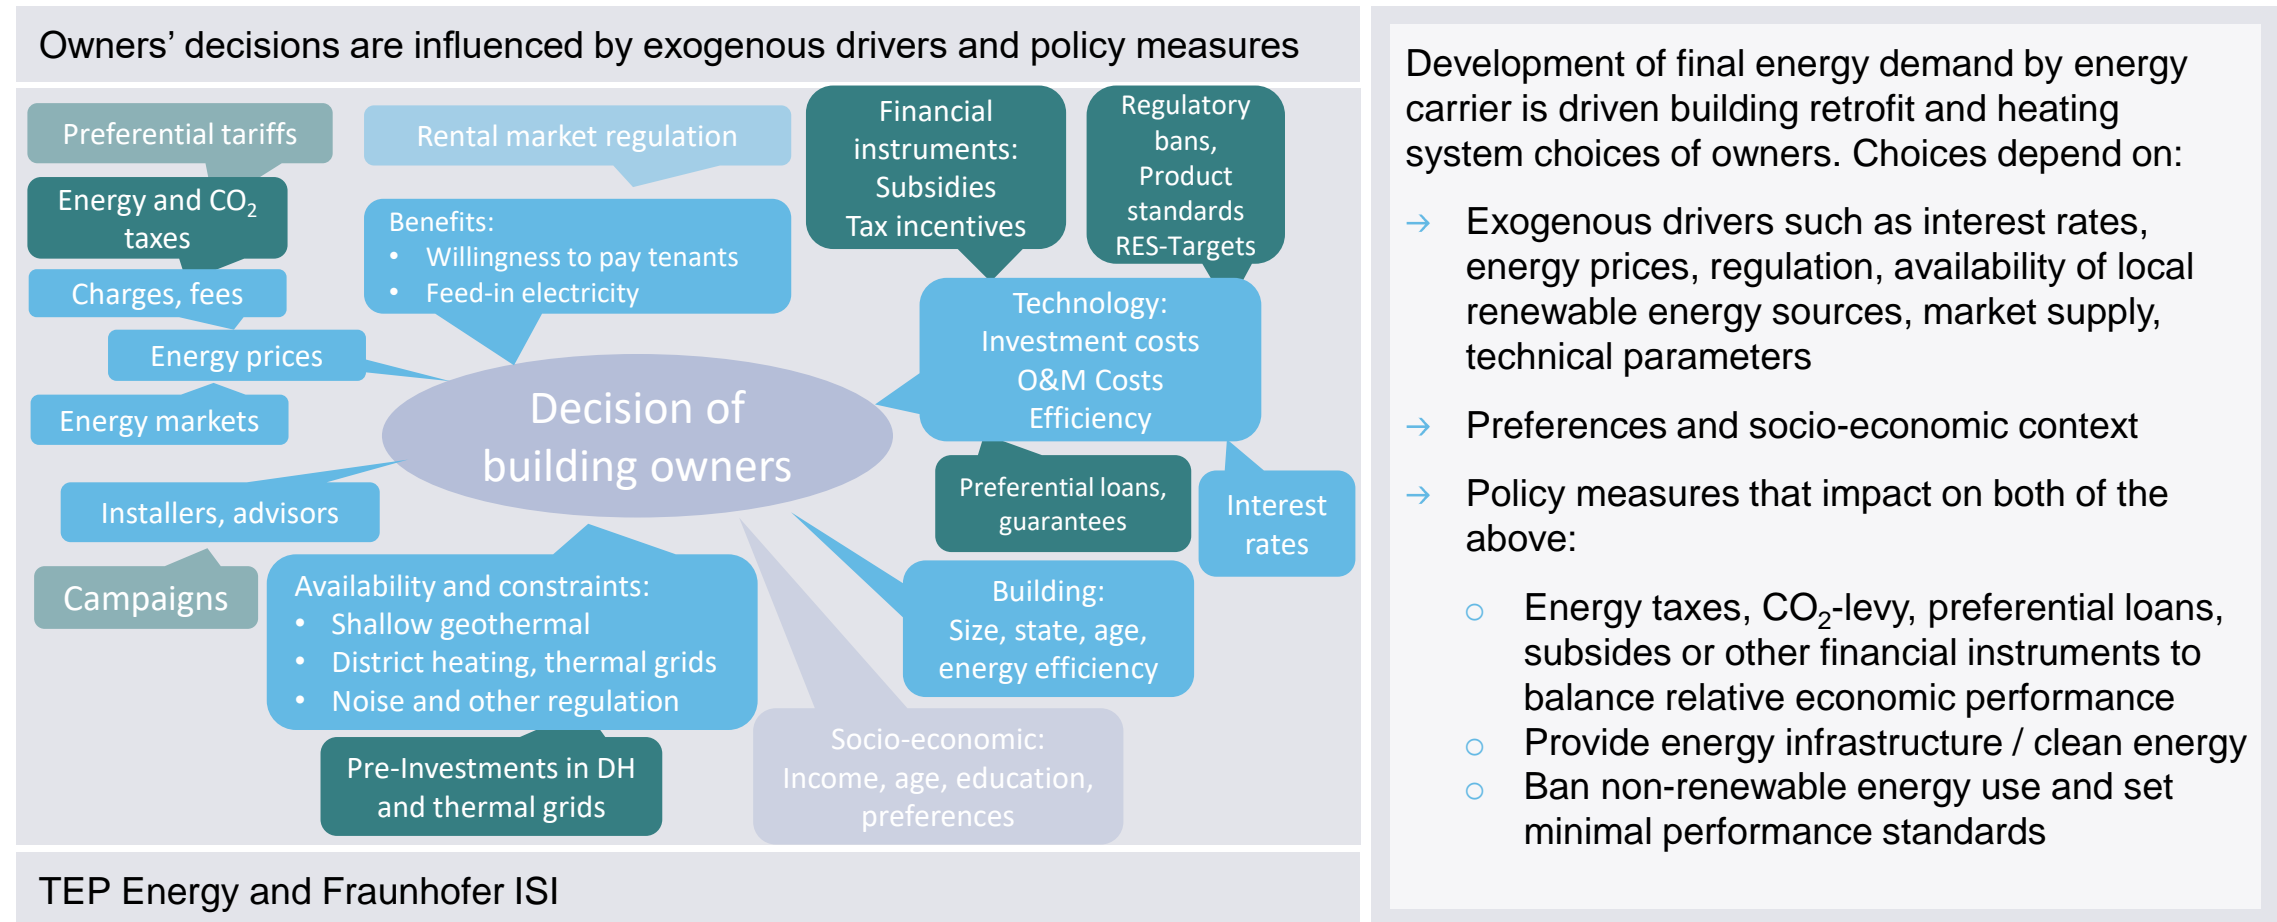 Owners’ decisions are influenced by exogenous drivers and policy measures
Preferential tariffs
Energy and CO₂
taxes
Charges, fees
Energy prices
Energy markets
Installers, advisors
Campaigns
Rental market regulation
Benefits:
• Willingness to pay tenants
• Feed-in electricity
Financial
instruments:
Subsidies
Tax incentives
Regulatory
bans,
Product
standards
RES-Targets
Technology:
Investment costs
O&M Costs
Efficiency
Decision of
building owners
Preferential loans,
guarantees
Interest
rates
Availability and constraints:
• Shallow geothermal
• District heating, thermal grids
• Noise and other regulation
Building:
Size, state, age,
energy efficiency
Pre-Investments in DH
and thermal grids
Socio-economic:
Income, age, education,
preferences
TEP Energy and Fraunhofer ISI
Development of final energy demand by energy
carrier is driven building retrofit and heating
system choices of owners. Choices depend on:
→ Exogenous drivers such as interest rates,
energy prices, regulation, availability of local
renewable energy sources, market supply,
technical parameters
→ Preferences and socio-economic context
→ Policy measures that impact on both of the
above:
○ Energy taxes, CO₂-levy, preferential loans,
subsides or other financial instruments to
balance relative economic performance
○ Provide energy infrastructure / clean energy
○ Ban non-renewable energy use and set
minimal performance standards